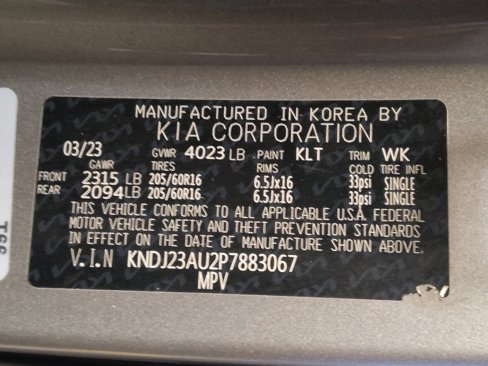 MANUFACTURED IN KOREA BY
KIA CORPORATION
03/23 GVWR 4023 LB PAINT KLT TRIM WK
GAWR TIRES RIMS COLD TIRE INFL
FRONT 2315 LB 205/60R16 6.5Jx16 33psi SINGLE
REAR 2094 LB 205/60R16 6.5Jx16 33psi SINGLE
THIS VEHICLE CONFORMS TO ALL APPLICABLE U.S.A. FEDERAL
MOTOR VEHICLE SAFETY AND THEFT PREVENTION STANDARDS
IN EFFECT ON THE DATE OF MANUFACTURE SHOWN ABOVE.
V.I.N KNDJ23AU2P7883067
MPV